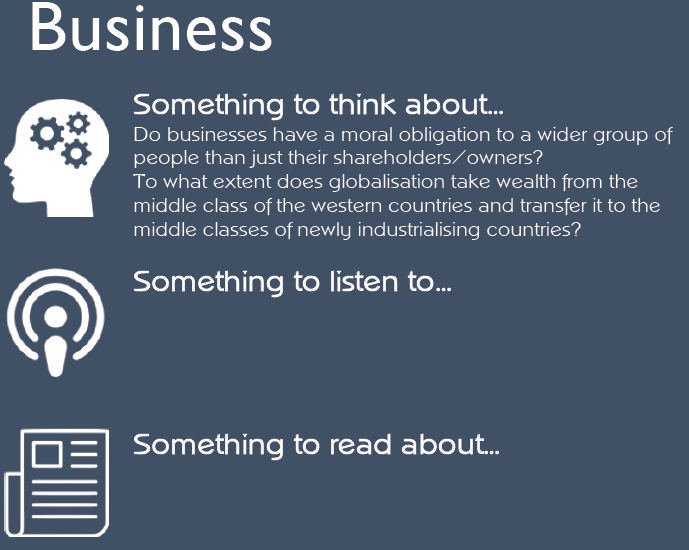 Business
Something to think about...
Do businesses have a moral obligation to a wider group of
people than just their shareholders/owners?
To what extent does globalisation take wealth from the
middle class of the western countries and transfer it to the
middle classes of newly industrialising countries?
Something to listen to...
Something to read about...